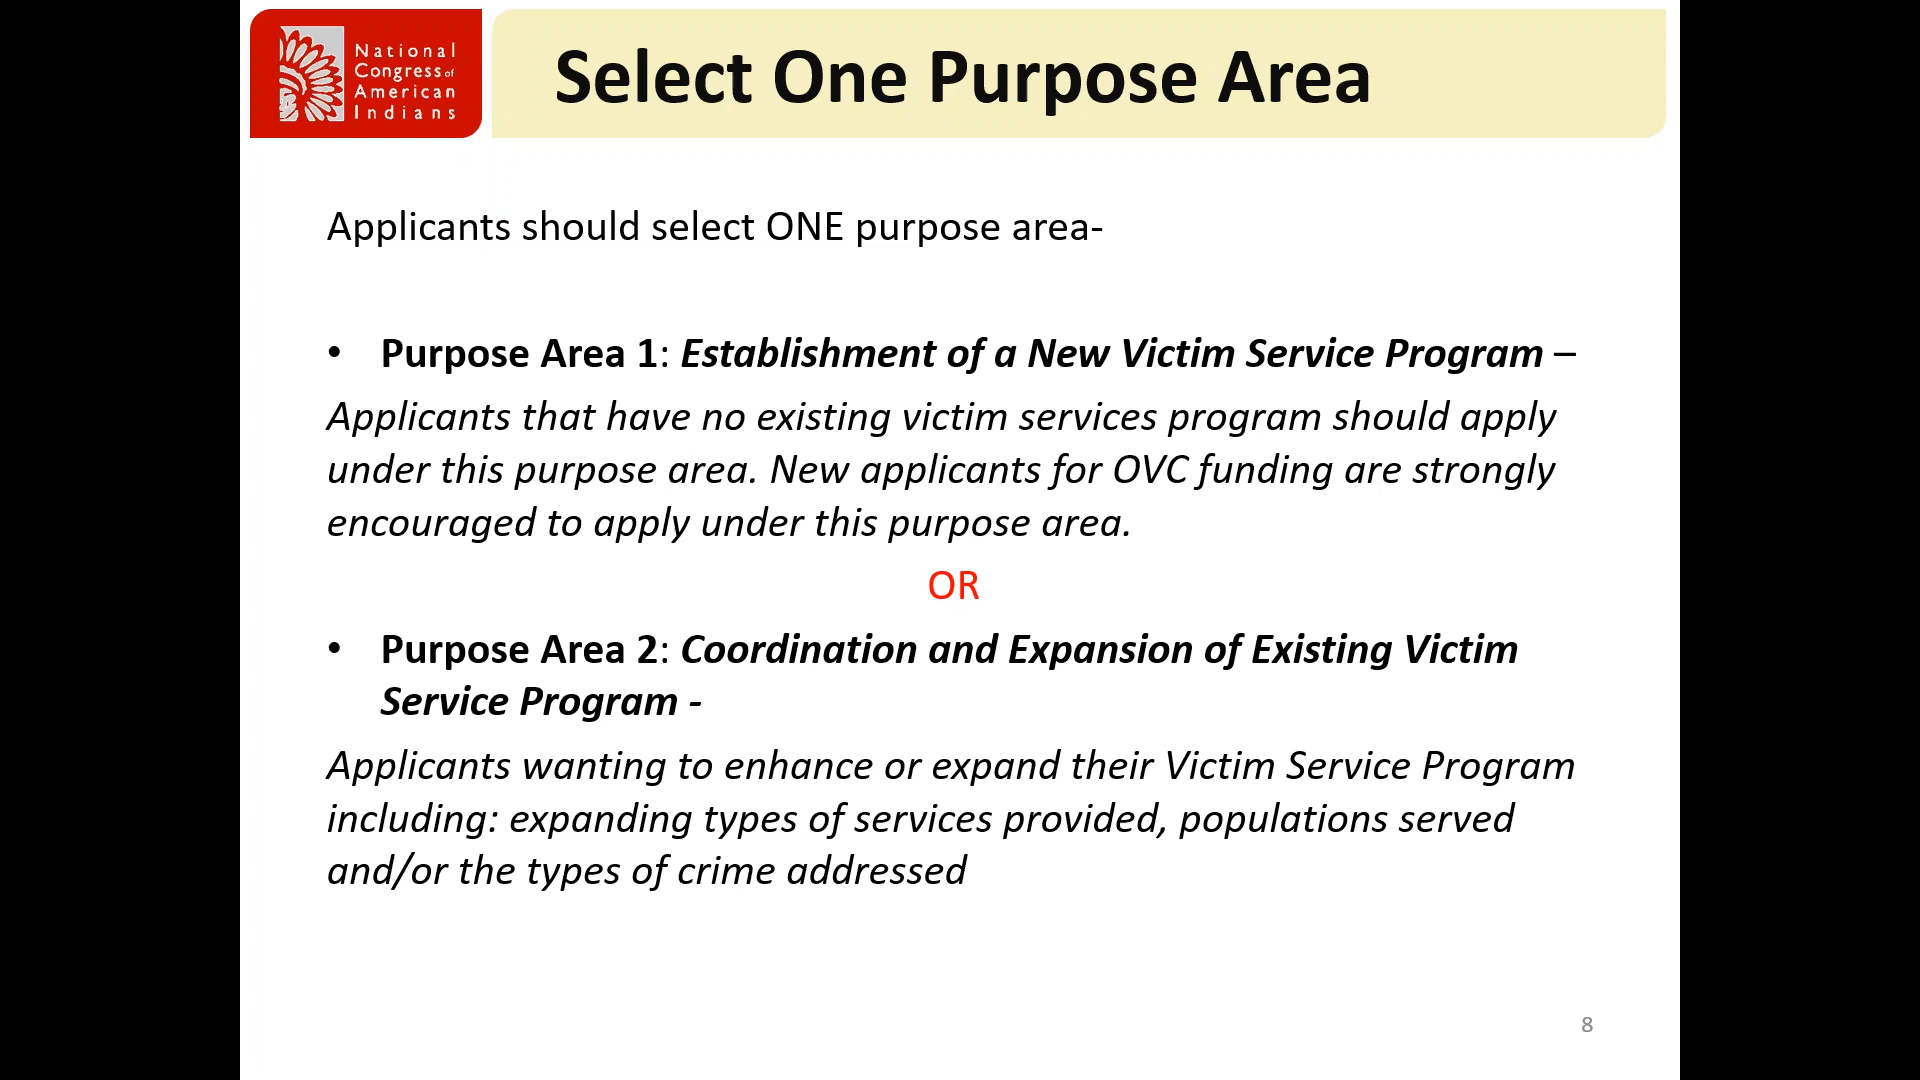 National
Congress of
American
Indians
Select One Purpose Area
Applicants should select ONE purpose area-
• Purpose Area 1: Establishment of a New Victim Service Program –
Applicants that have no existing victim services program should apply
under this purpose area. New applicants for OVC funding are strongly
encouraged to apply under this purpose area.
OR
• Purpose Area 2: Coordination and Expansion of Existing Victim
Service Program -
Applicants wanting to enhance or expand their Victim Service Program
including: expanding types of services provided, populations served
and/or the types of crime addressed
8